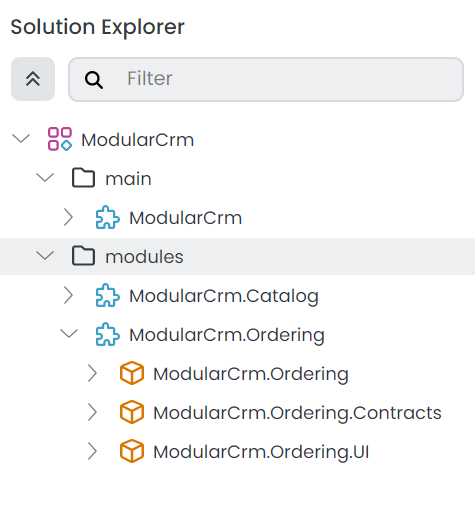 Solution Explorer
Filter
ModularCrm
main
ModularCrm
modules
ModularCrm.Catalog
ModularCrm.Ordering
ModularCrm.Ordering
ModularCrm.Ordering.Contracts
ModularCrm.Ordering.UI